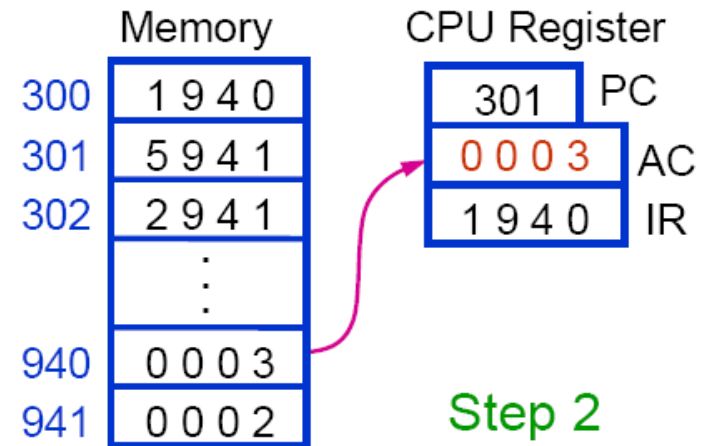 Memory CPU Register
300 1 9 4 0 301 PC
301 5 9 4 1 0 0 0 3 AC
302 2 9 4 1 1 9 4 0 IR
940 0 0 0 3
941 0 0 0 2 Step 2